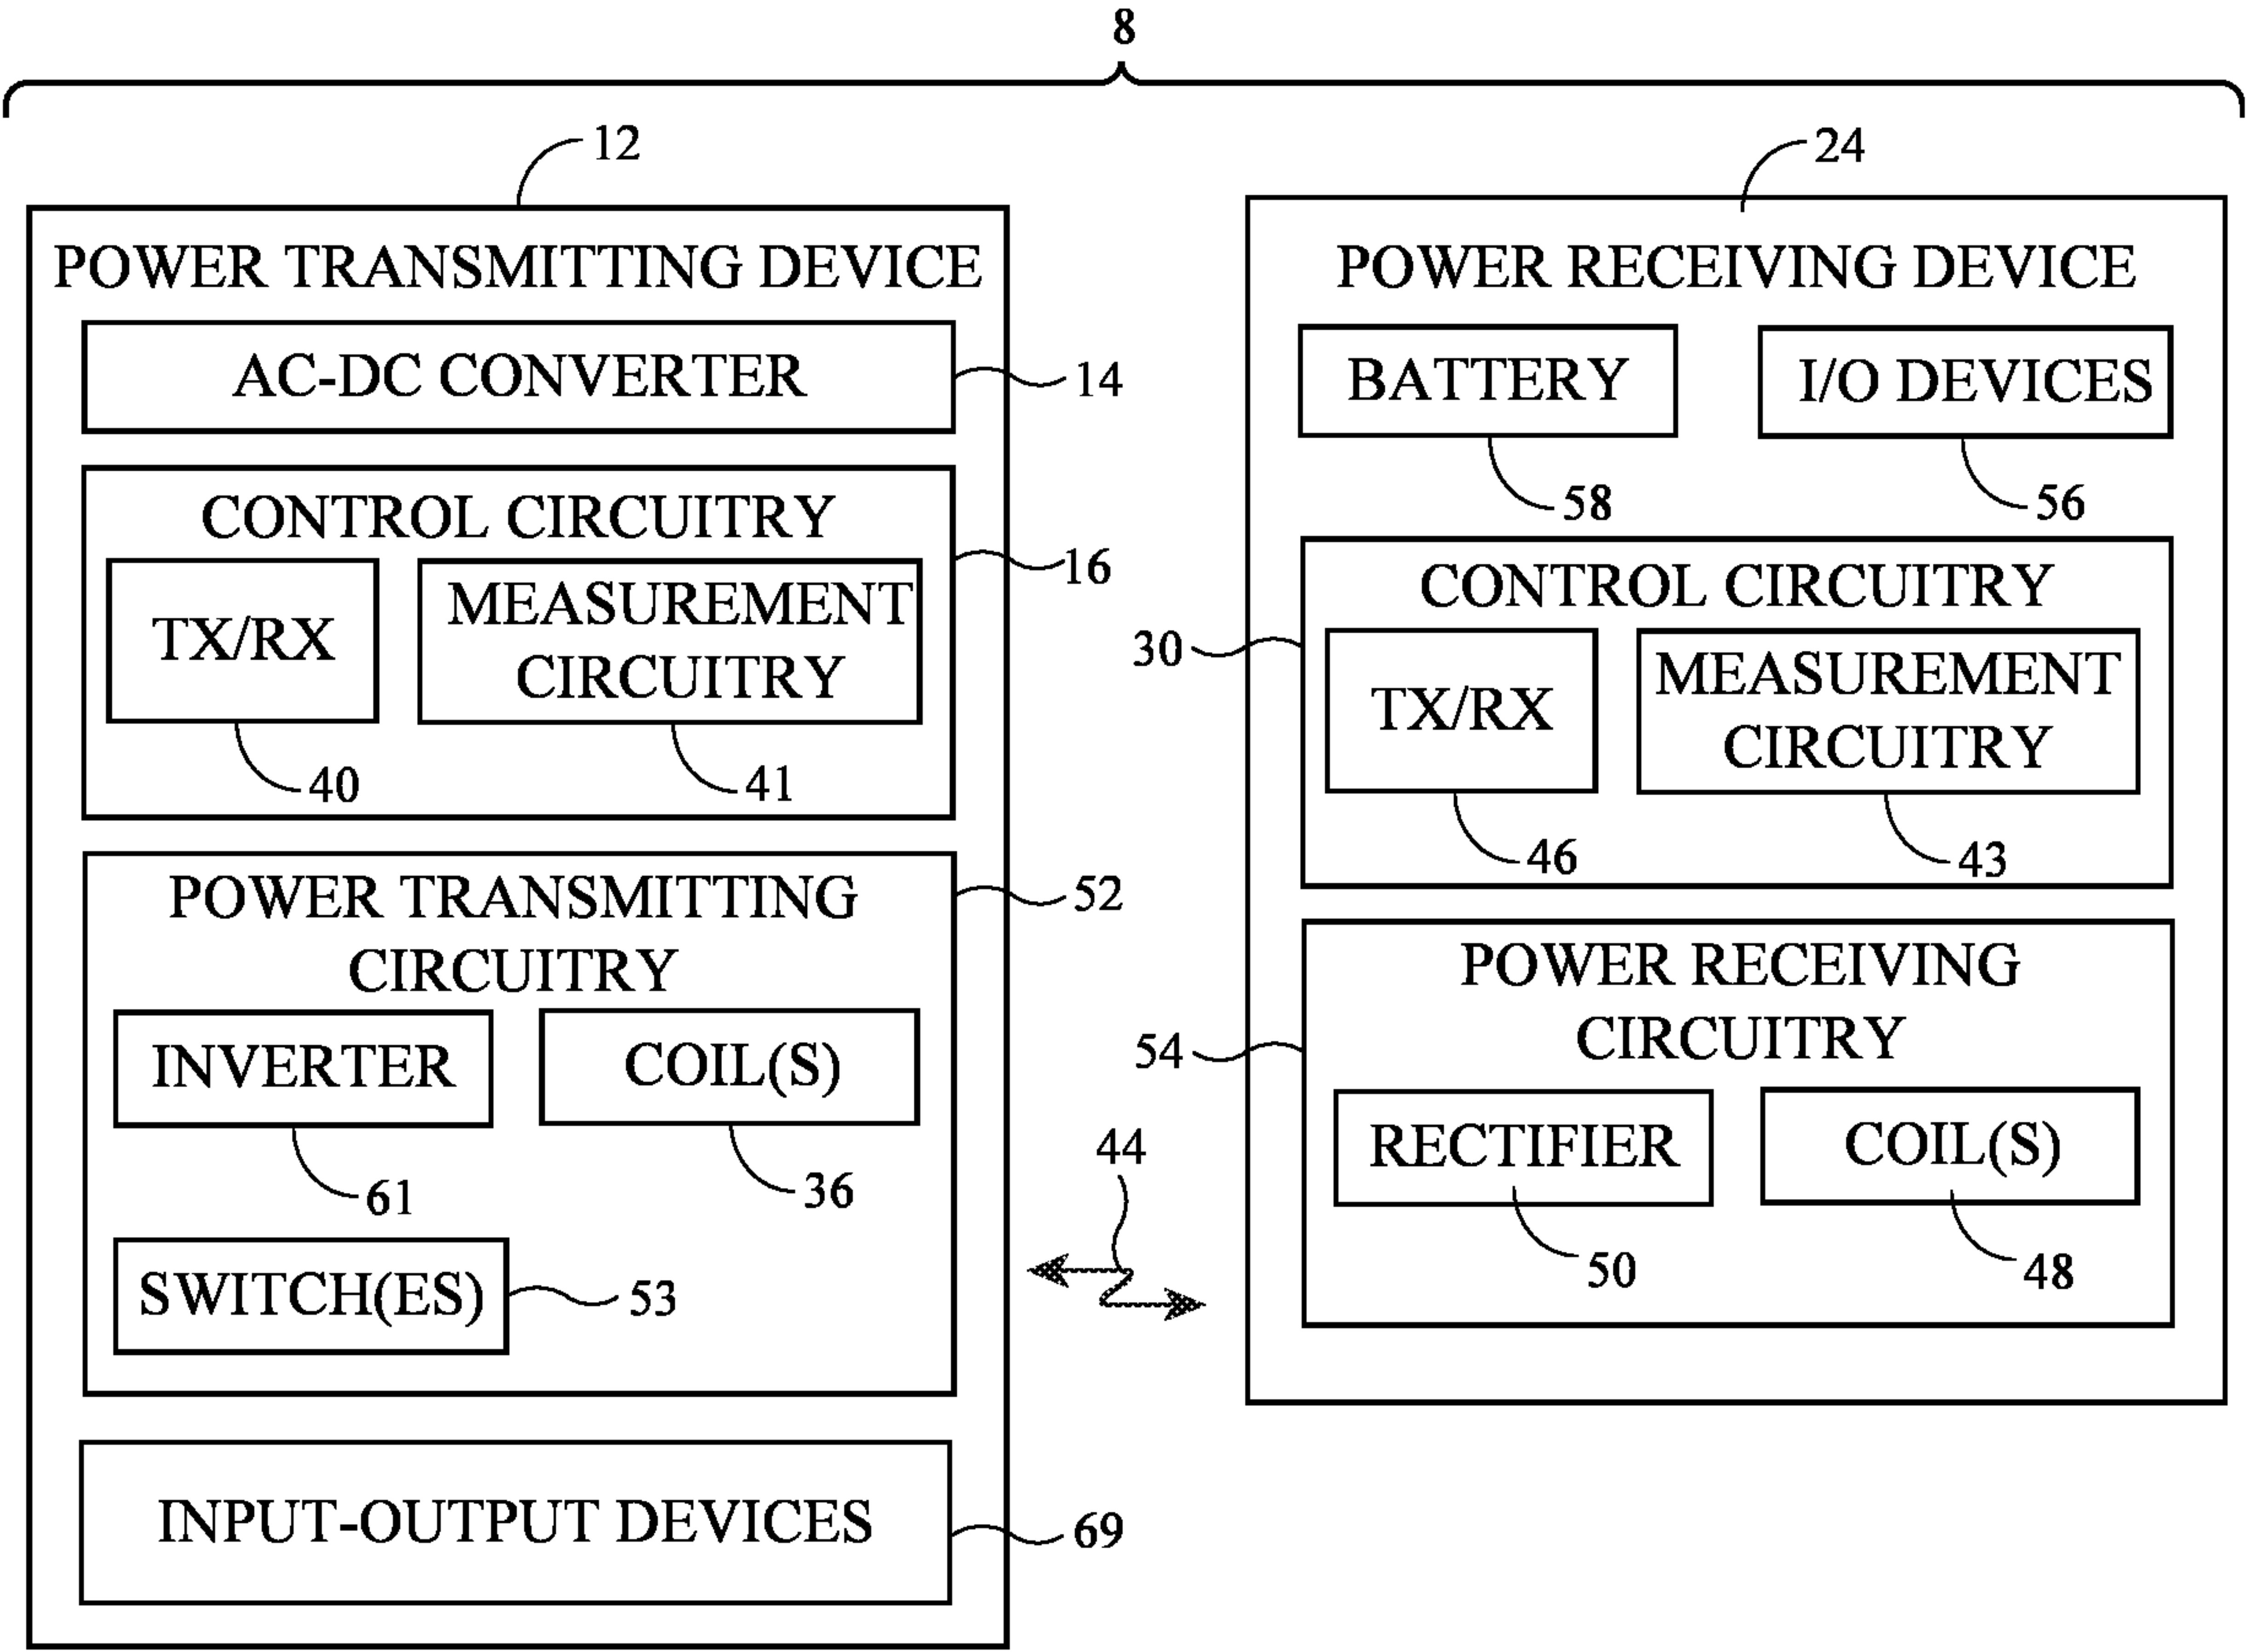 8
12
POWER TRANSMITTING DEVICE
AC-DC CONVERTER
14
CONTROL CIRCUITRY
16
TX/RX
MEASUREMENT
CIRCUITRY
40
41
POWER TRANSMITTING
CIRCUITRY
52
INVERTER
COIL(S)
61
36
SWITCH(ES)
53
INPUT-OUTPUT DEVICES
69
44
24
POWER RECEIVING DEVICE
BATTERY
I/O DEVICES
58
56
CONTROL CIRCUITRY
30
TX/RX
MEASUREMENT
CIRCUITRY
46
43
POWER RECEIVING
CIRCUITRY
54
RECTIFIER
COIL(S)
50
48